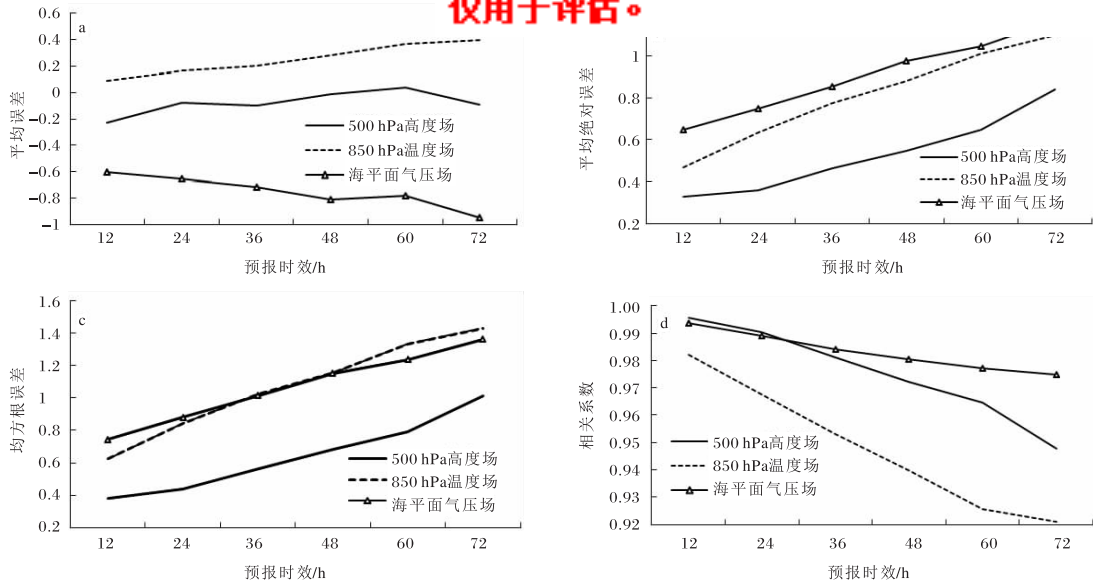 仅用于评估。
a
平均误差
0.6
0.4
0.2
0
−0.2
−0.4
−0.6
−0.8
−1
500 hPa高度场
850 hPa温度场
海平面气压场
12 24 36 48 60 72
预报时效/h
平均绝对误差
1
0.8
0.6
0.4
0.2
500 hPa高度场
850 hPa温度场
海平面气压场
12 24 36 48 60 72
预报时效/h
c
均方根误差
1.6
1.4
1.2
1.0
0.8
0.6
0.4
0.2
500 hPa高度场
850 hPa温度场
海平面气压场
12 24 36 48 60 72
预报时效/h
d
相关系数
1.00
0.99
0.98
0.97
0.96
0.95
0.94
0.93
0.92
500 hPa高度场
850 hPa温度场
海平面气压场
12 24 36 48 60 72
预报时效/h